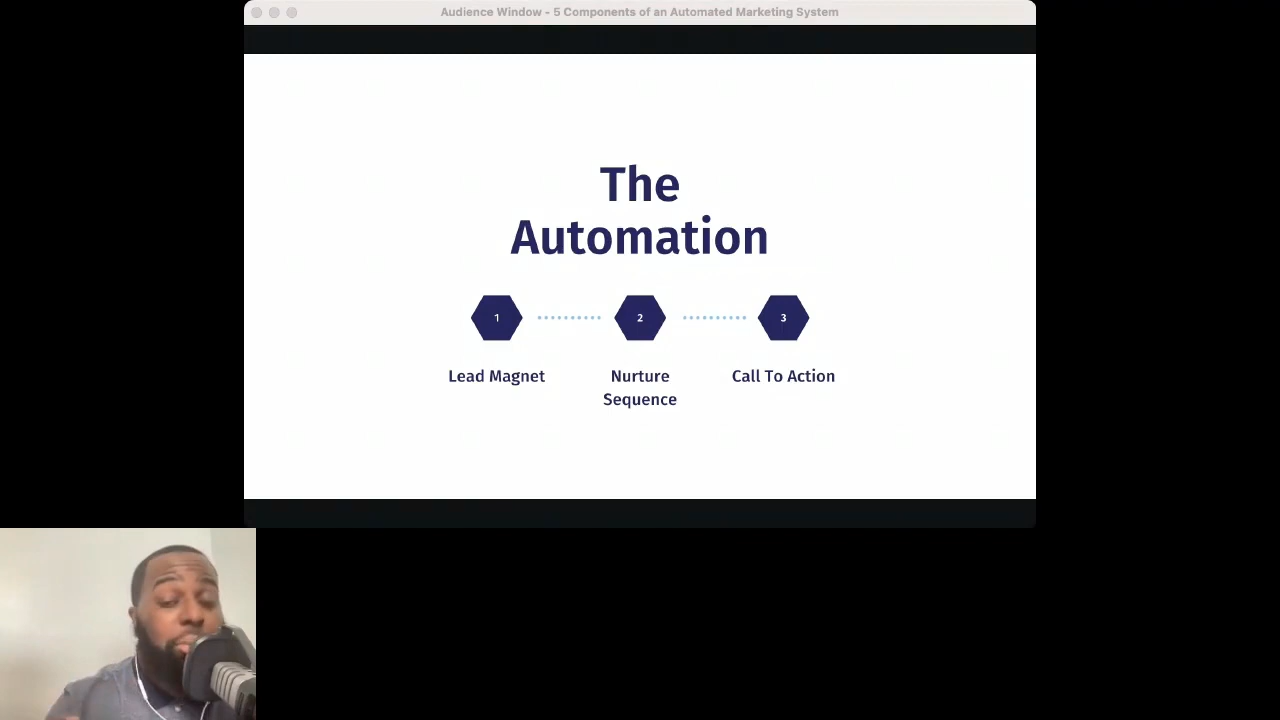 Audience Window - 5 Components of an Automated Marketing System
The
Automation
1
2
3
Lead Magnet
Nurture
Sequence
Call To Action